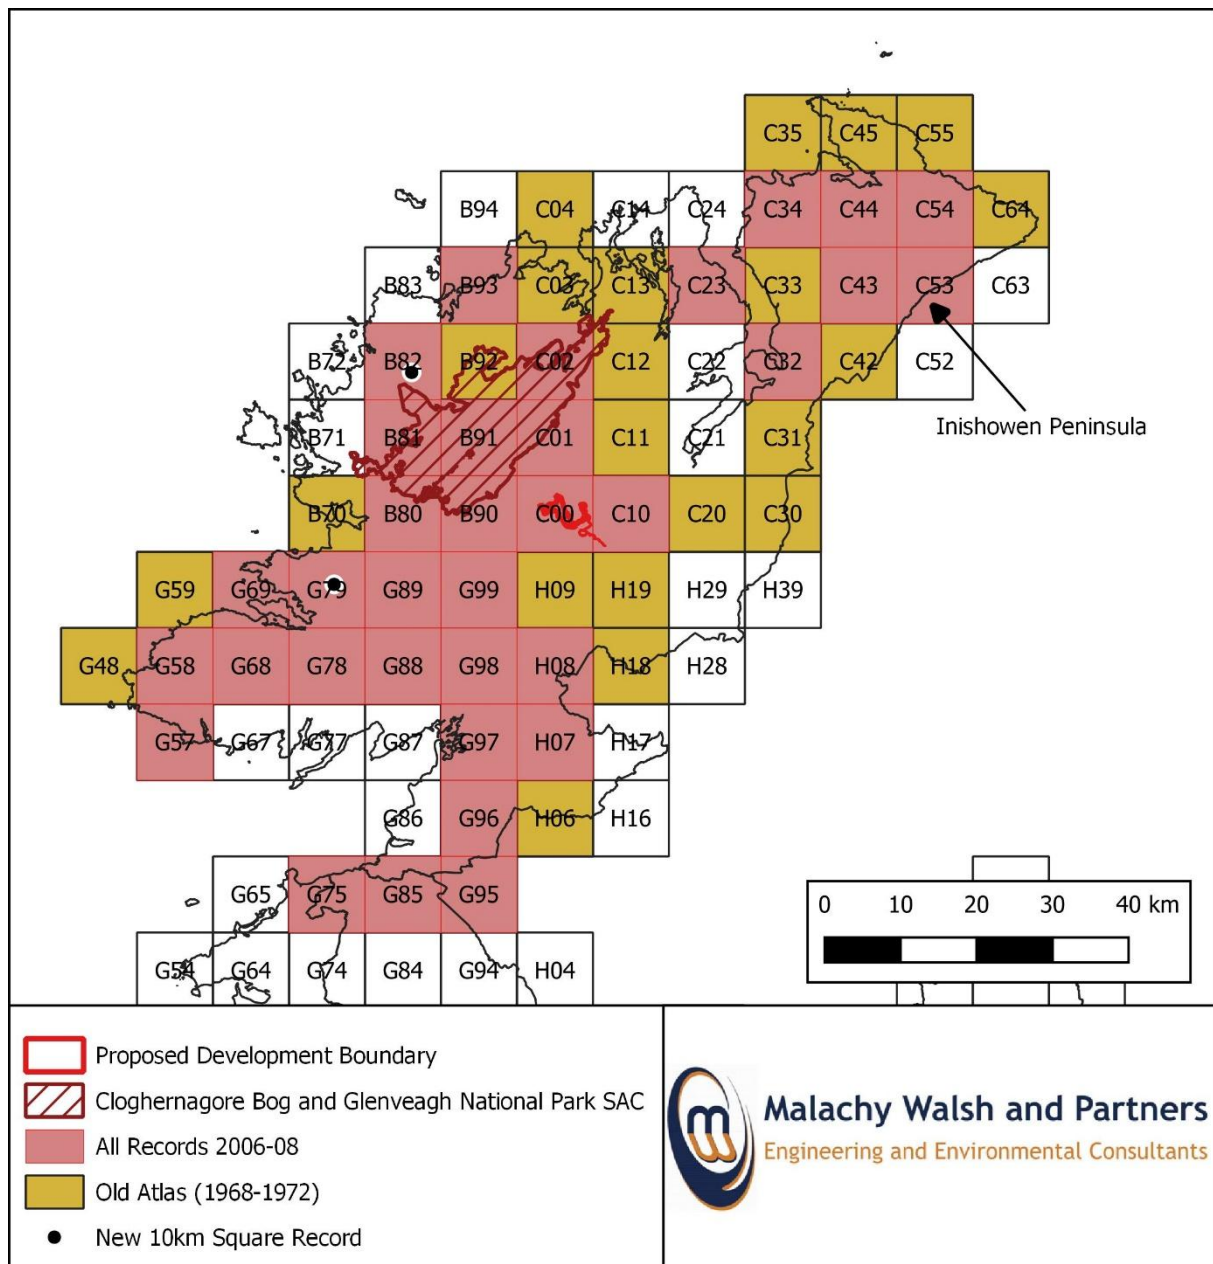 C35 C45 C55
B94 C04 C14 C24 C34 C44 C54 C64
B83 B93 C03 C13 C23 C33 C43 C53 C63
B72 B82 B92 C02 C12 C22 C32 C42 C52
B71 B81 B91 C01 C11 C21 C31
Inishowen Peninsula
B70 B80 B90 C00 C10 C20 C30
G59 G69 G79 G89 G99 H09 H19 H29 H39
G48 G58 G68 G78 G88 G98 H08 H18 H28
G57 G67 G77 G87 G97 H07 H17
G86 G96 H06 H16
G65 G75 G85 G95
0 10 20 30 40 km
G54 G64 G74 G84 G94 H04
Proposed Development Boundary
Cloghernagore Bog and Glenveagh National Park SAC
All Records 2006-08
Old Atlas (1968-1972)
New 10km Square Record
Malachy Walsh and Partners
Engineering and Environmental Consultants